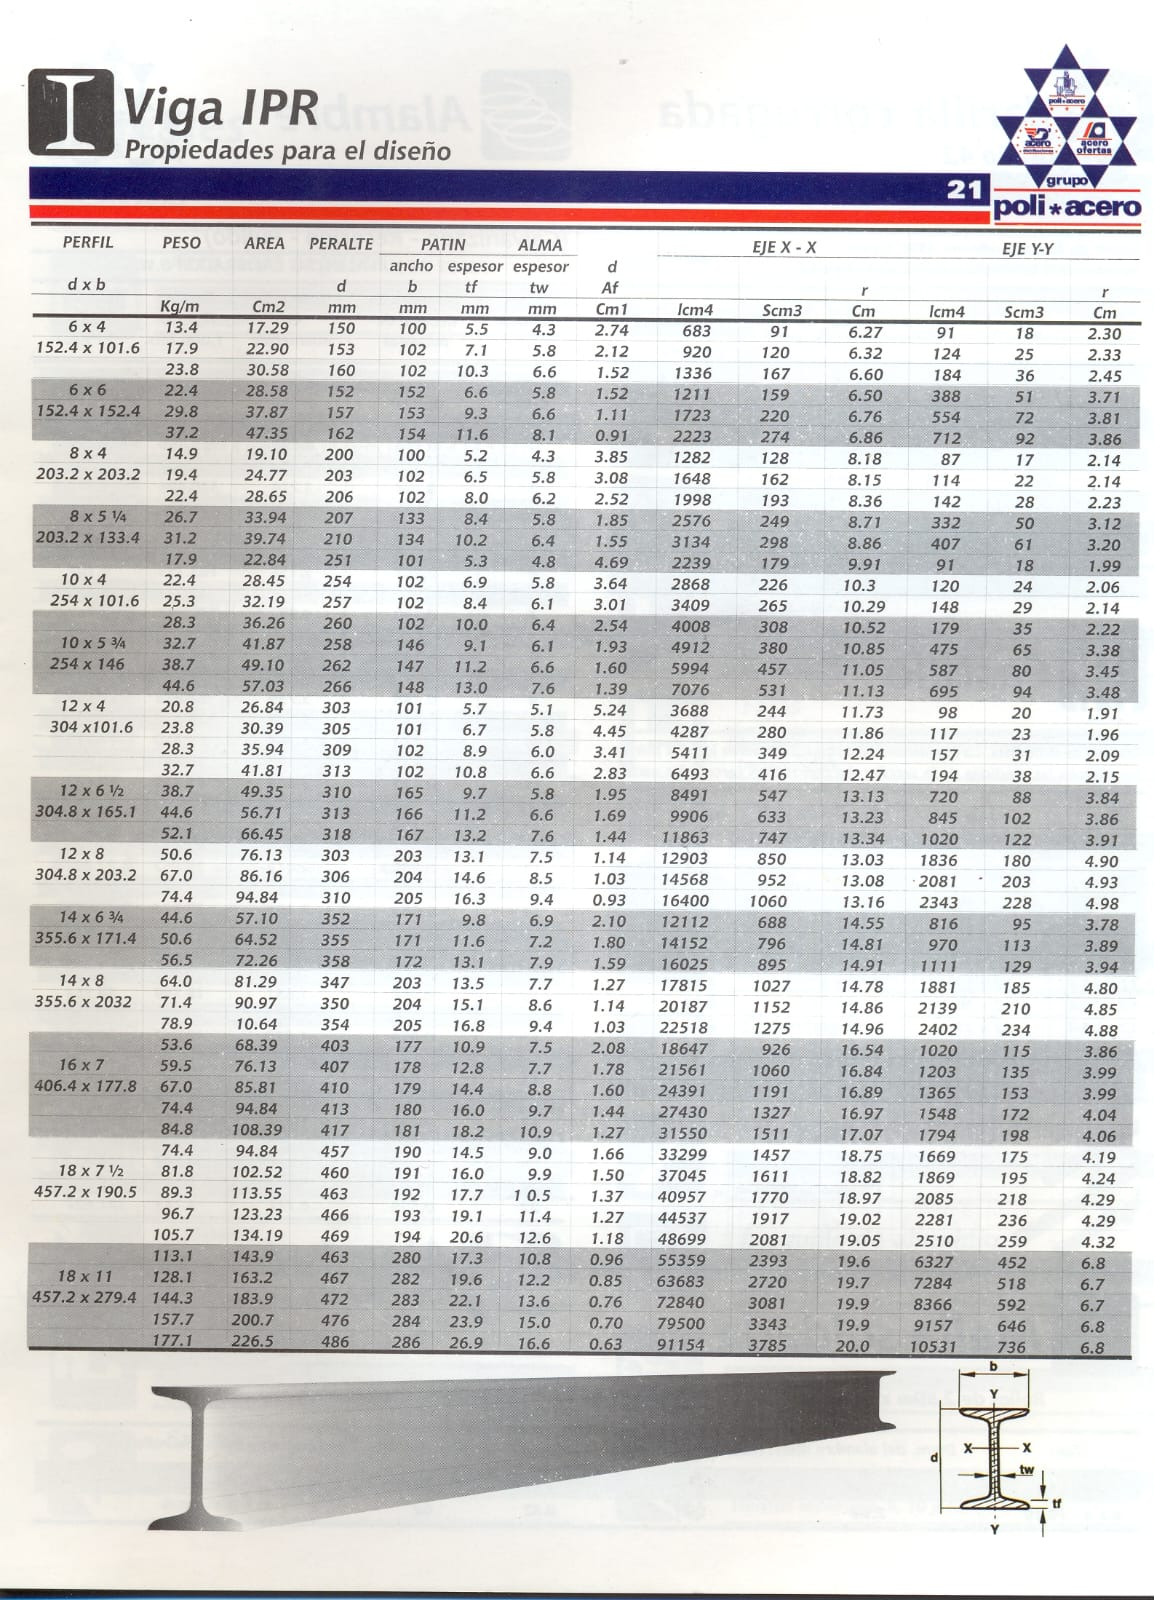 Viga IPR
Propiedades para el diseño
poli★acero
acero
distribuciones
acero
ofertas
grupo
21
poli★acero
PERFIL PESO AREA PERALTE PATIN ALMA EJE X - X EJE Y-Y
ancho espesor espesor d
d x b d b tf tw Af r r
Kg/m Cm2 mm mm mm mm Cm1 Icm4 Scm3 Cm Icm4 Scm3 Cm
6 x 4 13.4 17.29 150 100 5.5 4.3 2.74 683 91 6.27 91 18 2.30
152.4 x 101.6 17.9 22.90 153 102 7.1 5.8 2.12 920 120 6.32 124 25 2.33
23.8 30.58 160 102 10.3 6.6 1.52 1336 167 6.60 184 36 2.45
6 x 6 22.4 28.58 152 152 6.6 5.8 1.52 1211 159 6.50 388 51 3.71
152.4 x 152.4 29.8 37.87 157 153 9.3 6.6 1.11 1723 220 6.76 554 72 3.81
37.2 47.35 162 154 11.6 8.1 0.91 2223 274 6.86 712 92 3.86
8 x 4 14.9 19.10 200 100 5.2 4.3 3.85 1282 128 8.18 87 17 2.14
203.2 x 203.2 19.4 24.77 203 102 6.5 5.8 3.08 1648 162 8.15 114 22 2.14
22.4 28.65 206 102 8.0 6.2 2.52 1998 193 8.36 142 28 2.23
8 x 5 ¼ 26.7 33.94 207 133 8.4 5.8 1.85 2576 249 8.71 332 50 3.12
203.2 x 133.4 31.2 39.74 210 134 10.2 6.4 1.55 3134 298 8.86 407 61 3.20
17.9 22.84 251 101 5.3 4.8 4.69 2239 179 9.91 91 18 1.99
10 x 4 22.4 28.45 254 102 6.9 5.8 3.64 2868 226 10.3 120 24 2.06
254 x 101.6 25.3 32.19 257 102 8.4 6.1 3.01 3409 265 10.29 148 29 2.14
28.3 36.26 260 102 10.0 6.4 2.54 4008 308 10.52 179 35 2.22
10 x 5 ¾ 32.7 41.87 258 146 9.1 6.1 1.93 4912 380 10.85 475 65 3.38
254 x 146 38.7 49.10 262 147 11.2 6.6 1.60 5994 457 11.05 587 80 3.45
44.6 57.03 266 148 13.0 7.6 1.39 7076 531 11.13 695 94 3.48
12 x 4 20.8 26.84 303 101 5.7 5.1 5.24 3688 244 11.73 98 20 1.91
304 x101.6 23.8 30.39 305 101 6.7 5.8 4.45 4287 280 11.86 117 23 1.96
28.3 35.94 309 102 8.9 6.0 3.41 5411 349 12.24 157 31 2.09
32.7 41.81 313 102 10.8 6.6 2.83 6493 416 12.47 194 38 2.15
12 x 6 ½ 38.7 49.35 310 165 9.7 5.8 1.95 8491 547 13.13 720 88 3.84
304.8 x 165.1 44.6 56.71 313 166 11.2 6.6 1.69 9906 633 13.23 845 102 3.86
52.1 66.45 318 167 13.2 7.6 1.44 11863 747 13.34 1020 122 3.91
12 x 8 50.6 76.13 303 203 13.1 7.5 1.14 12903 850 13.03 1836 180 4.90
304.8 x 203.2 67.0 86.16 306 204 14.6 8.5 1.03 14568 952 13.08 2081 203 4.93
74.4 94.84 310 205 16.3 9.4 0.93 16400 1060 13.16 2343 228 4.98
14 x 6 ¾ 44.6 57.10 352 171 9.8 6.9 2.10 12112 688 14.55 816 95 3.78
355.6 x 171.4 50.6 64.52 355 171 11.6 7.2 1.80 14152 796 14.81 970 113 3.89
56.5 72.26 358 172 13.1 7.9 1.59 16025 895 14.91 1111 129 3.94
14 x 8 64.0 81.29 347 203 13.5 7.7 1.27 17815 1027 14.78 1881 185 4.80
355.6 x 2032 71.4 90.97 350 204 15.1 8.6 1.14 20187 1152 14.86 2139 210 4.85
78.9 10.64 354 205 16.8 9.4 1.03 22518 1275 14.96 2402 234 4.88
53.6 68.39 403 177 10.9 7.5 2.08 18647 926 16.54 1020 115 3.86
16 x 7 59.5 76.13 407 178 12.8 7.7 1.78 21561 1060 16.84 1203 135 3.99
406.4 x 177.8 67.0 85.81 410 179 14.4 8.8 1.60 24391 1191 16.89 1365 153 3.99
74.4 94.84 413 180 16.0 9.7 1.44 27430 1327 16.97 1548 172 4.04
84.8 108.39 417 181 18.2 10.9 1.27 31550 1511 17.07 1794 198 4.06
74.4 94.84 457 190 14.5 9.0 1.66 33299 1457 18.75 1669 175 4.19
18 x 7 ½ 81.8 102.52 460 191 16.0 9.9 1.50 37045 1611 18.82 1869 195 4.24
457.2 x 190.5 89.3 113.55 463 192 17.7 1 0.5 1.37 40957 1770 18.97 2085 218 4.29
96.7 123.23 466 193 19.1 11.4 1.27 44537 1917 19.02 2281 236 4.29
105.7 134.19 469 194 20.6 12.6 1.18 48699 2081 19.05 2510 259 4.32
113.1 143.9 463 280 17.3 10.8 0.96 55359 2393 19.6 6327 452 6.8
18 x 11 128.1 163.2 467 282 19.6 12.2 0.85 63683 2720 19.7 7284 518 6.7
457.2 x 279.4 144.3 183.9 472 283 22.1 13.6 0.76 72840 3081 19.9 8366 592 6.7
157.7 200.7 476 284 23.9 15.0 0.70 79500 3343 19.9 9157 646 6.8
177.1 226.5 486 286 26.9 16.6 0.63 91154 3785 20.0 10531 736 6.8
b
Y
d X X
tw
tf
Y